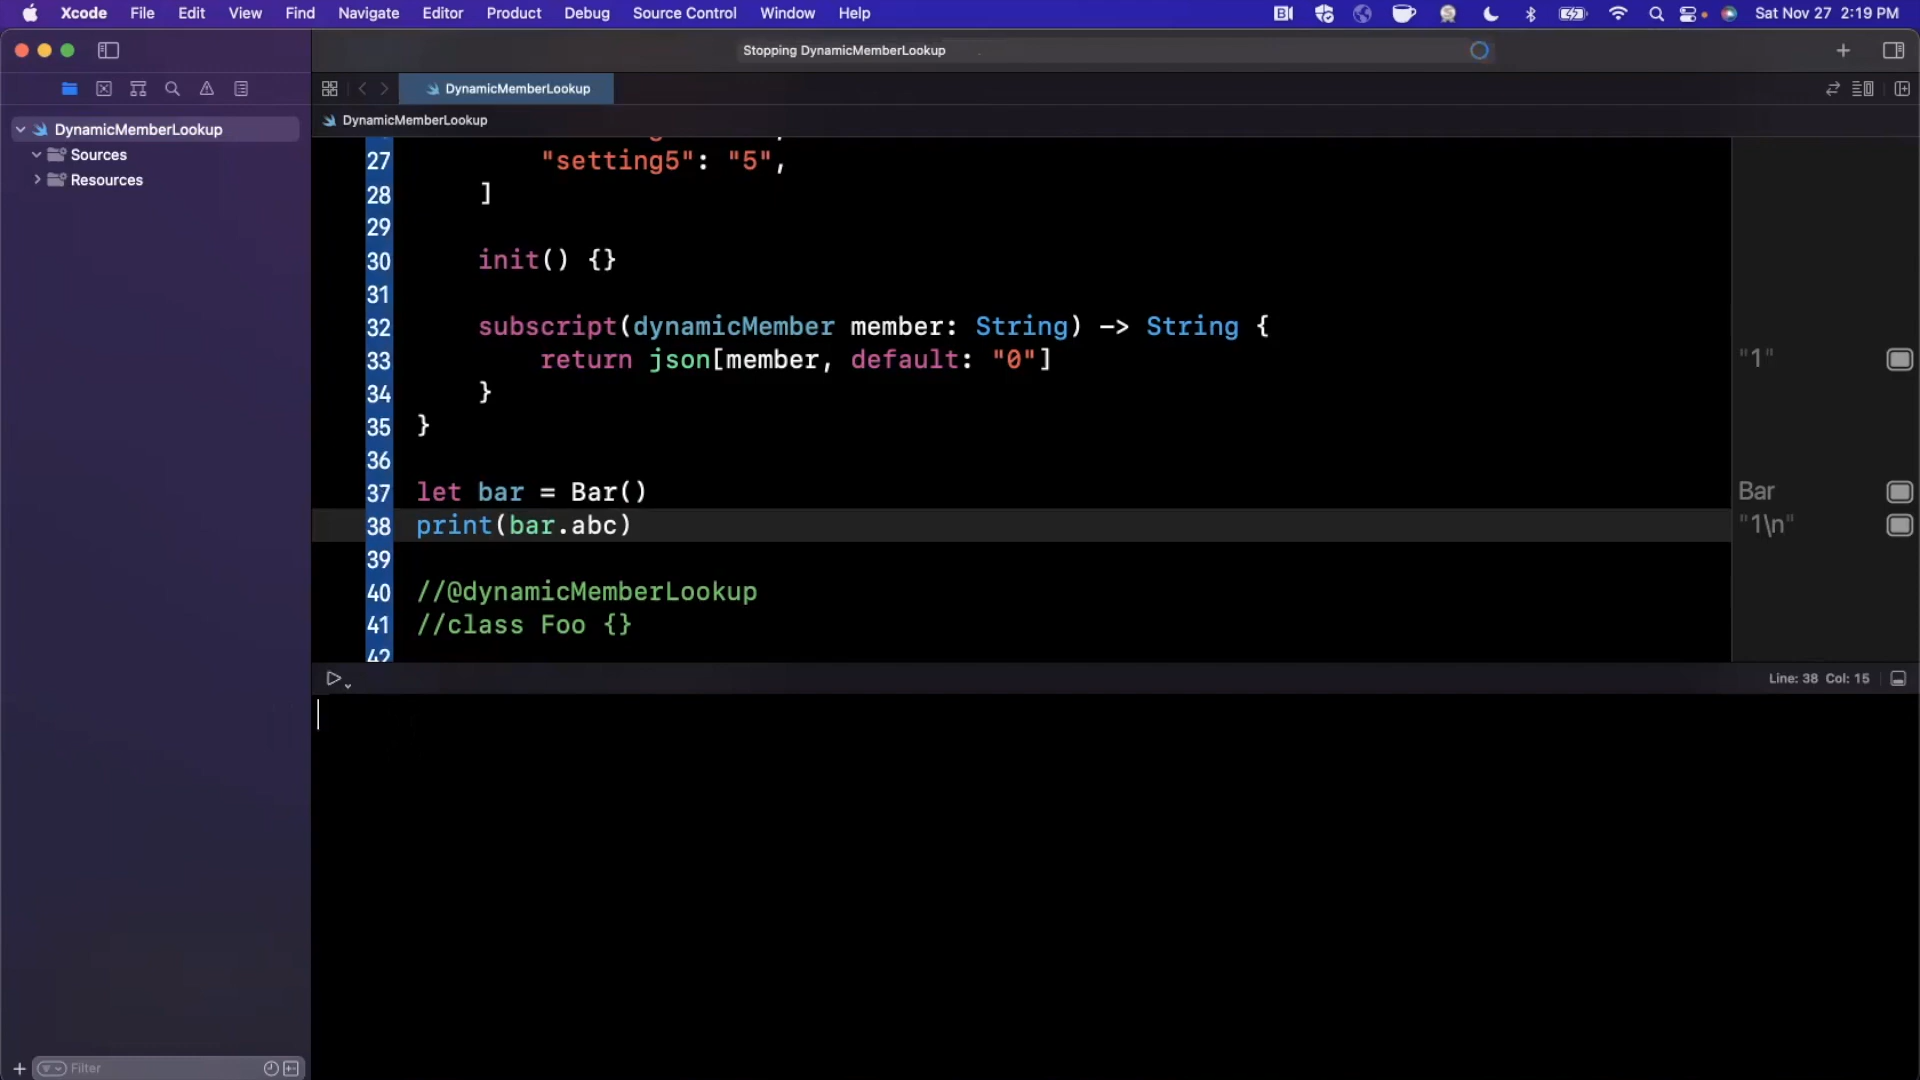 Xcode File Edit View Find Navigate Editor Product Debug Source Control Window Help Sat Nov 27 2:19 PM
Stopping DynamicMemberLookup
DynamicMemberLookup
DynamicMemberLookup
DynamicMemberLookup
Sources
Resources
27 "setting5": "5",
28 ]
29
30 init() {}
31
32 subscript(dynamicMember member: String) -> String {
33 return json[member, default: "0"]
"1"
34 }
35 }
36
37 let bar = Bar()
Bar
38 print(bar.abc)
"1\n"
39
40 //@dynamicMemberLookup
41 //class Foo {}
42
Line: 38 Col: 15
Filter